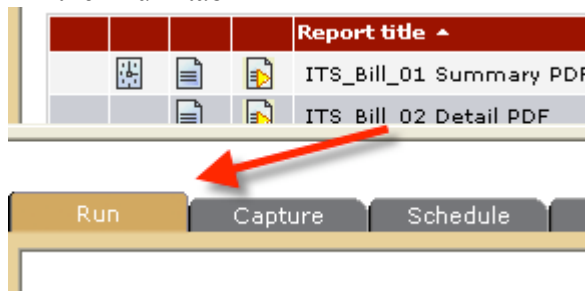 Report title
ITS_Bill_01 Summary PDF
ITS_Bill_02 Detail PDF
Run
Capture
Schedule